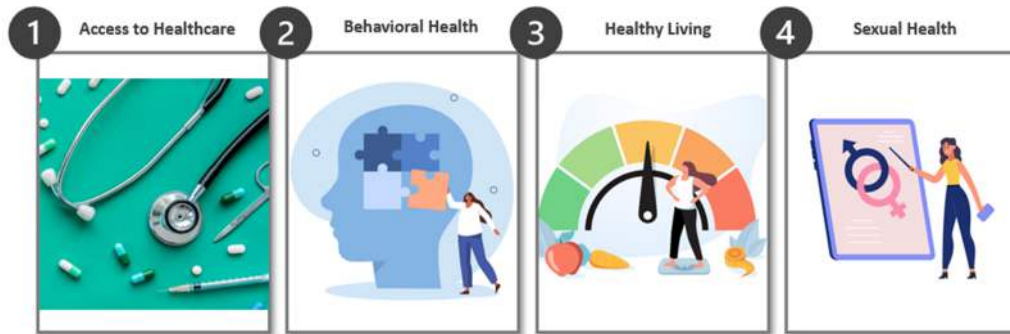 1 Access to Healthcare
2 Behavioral Health
3 Healthy Living
4 Sexual Health